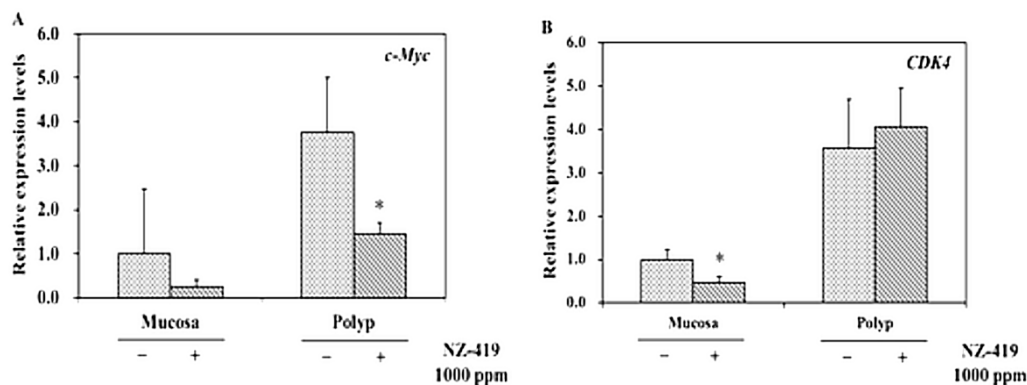 A
c-Myc
Relative expression levels
6.0
5.0
4.0
3.0
2.0
1.0
0.0
*
Mucosa Polyp
– + – + NZ-419
1000 ppm
B
CDK4
Relative expression levels
6.0
5.0
4.0
3.0
2.0
1.0
0.0
*
Mucosa Polyp
– + – + NZ-419
1000 ppm